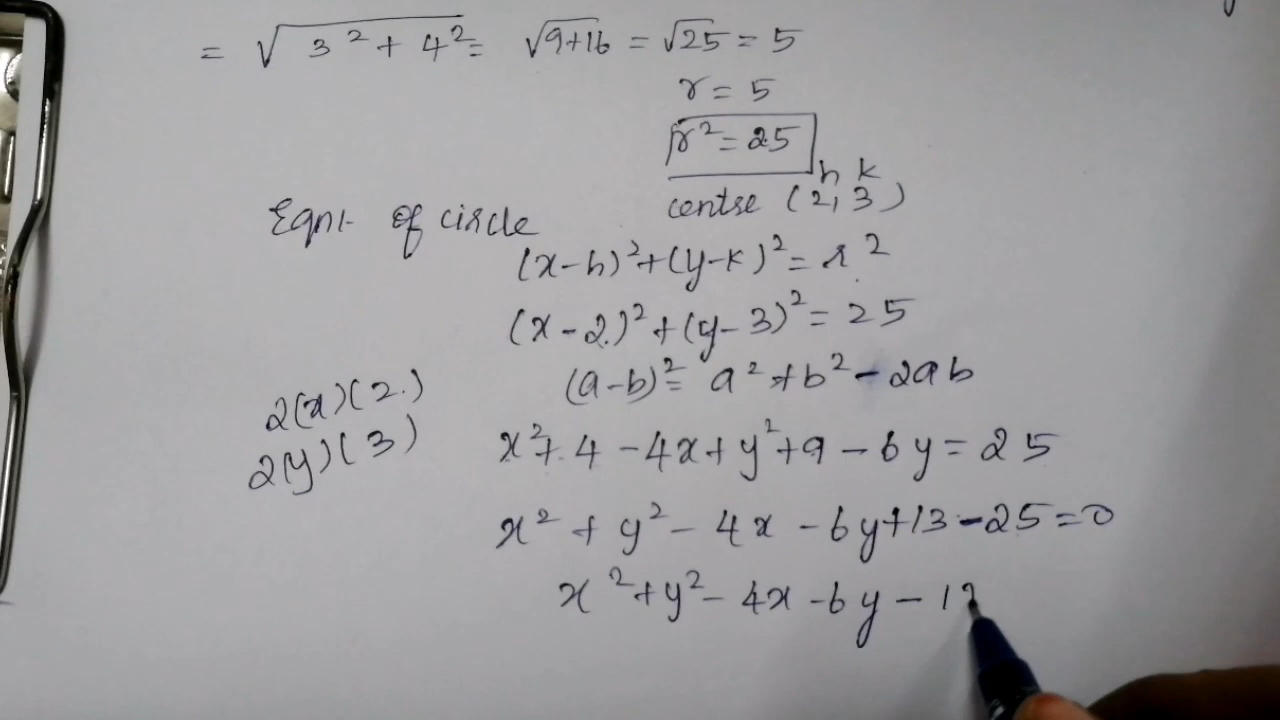 = √3² + 4² = √9+16 = √25 = 5
r = 5
r² = 25
h k
centre (2, 3)
Eqnt. of circle
(x-h)² + (y-k)² = r²
(x-2)² + (y-3)² = 25
(a-b)² = a² + b² - 2ab
2(x)(2)
2(y)(3)
x² + 4 - 4x + y² + 9 - 6y = 25
x² + y² - 4x - 6y + 13 - 25 = 0
x² + y² - 4x - 6y - 12